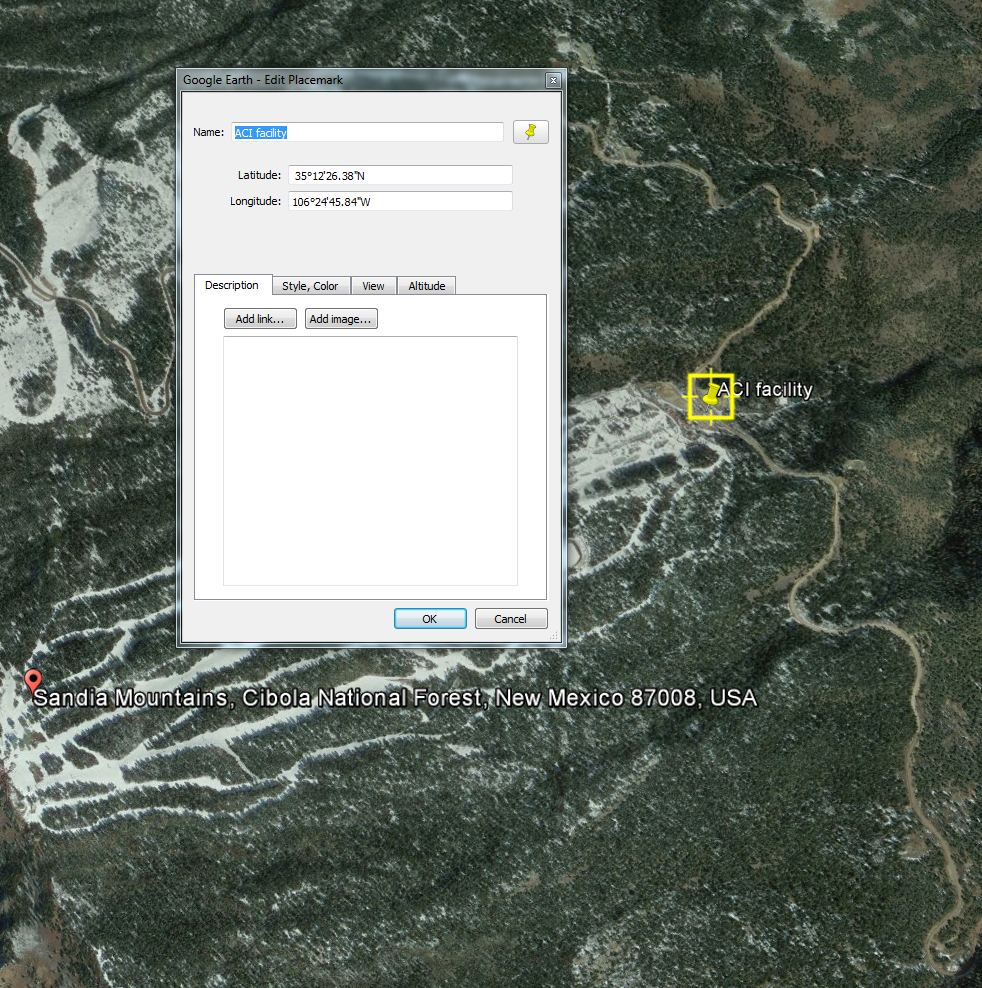 Google Earth - Edit Placemark
x
Name: ACI facility
Latitude: 35°12'26.38"N
Longitude: 106°24'45.84"W
Description Style, Color View Altitude
Add link... Add image...
ACI facility
OK Cancel
Sandia Mountains, Cibola National Forest, New Mexico 87008, USA